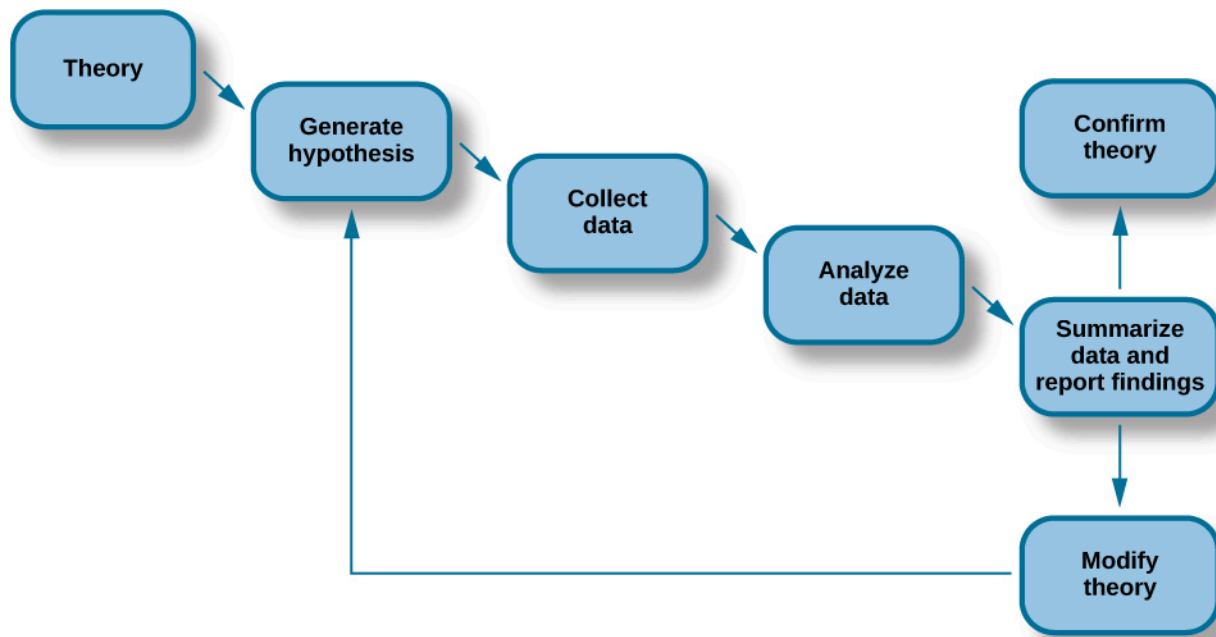 Theory
Generate
hypothesis
Collect
data
Analyze
data
Summarize
data and
report findings
Confirm
theory
Modify
theory